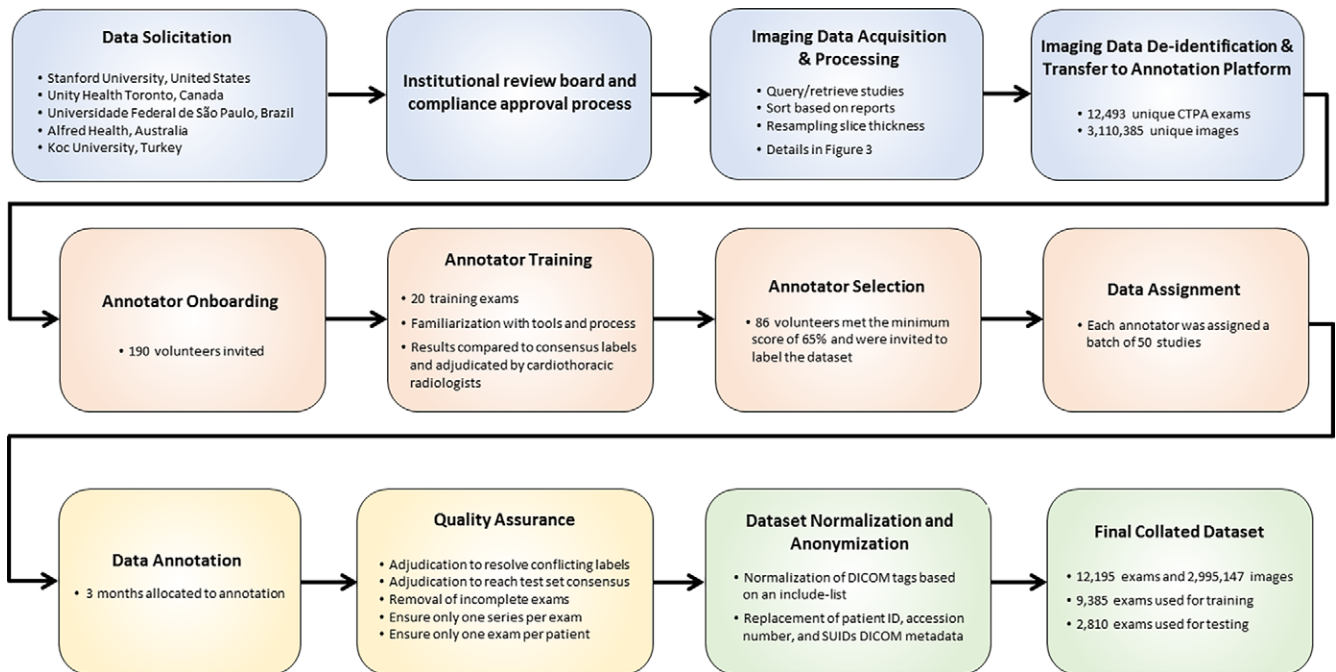 Data Solicitation
• Stanford University, United States
• Unity Health Toronto, Canada
• Universidade Federal de São Paulo, Brazil
• Alfred Health, Australia
• Koc University, Turkey
Institutional review board and
compliance approval process
Imaging Data Acquisition
& Processing
• Query/retrieve studies
• Sort based on reports
• Resampling slice thickness
• Details in Figure 3
Imaging Data De-identification &
Transfer to Annotation Platform
• 12,493 unique CTPA exams
• 3,110,385 unique images
Annotator Onboarding
• 190 volunteers invited
Annotator Training
• 20 training exams
• Familiarization with tools and process
• Results compared to consensus labels
and adjudicated by cardiothoracic
radiologists
Annotator Selection
• 86 volunteers met the minimum
score of 65% and were invited to
label the dataset
Data Assignment
• Each annotator was assigned a
batch of 50 studies
Data Annotation
• 3 months allocated to annotation
Quality Assurance
• Adjudication to resolve conflicting labels
• Adjudication to reach test set consensus
• Removal of incomplete exams
• Ensure only one series per exam
• Ensure only one exam per patient
Dataset Normalization and
Anonymization
• Normalization of DICOM tags based
on an include-list
• Replacement of patient ID, accession
number, and SUIDs DICOM metadata
Final Collated Dataset
• 12,195 exams and 2,995,147 images
• 9,385 exams used for training
• 2,810 exams used for testing